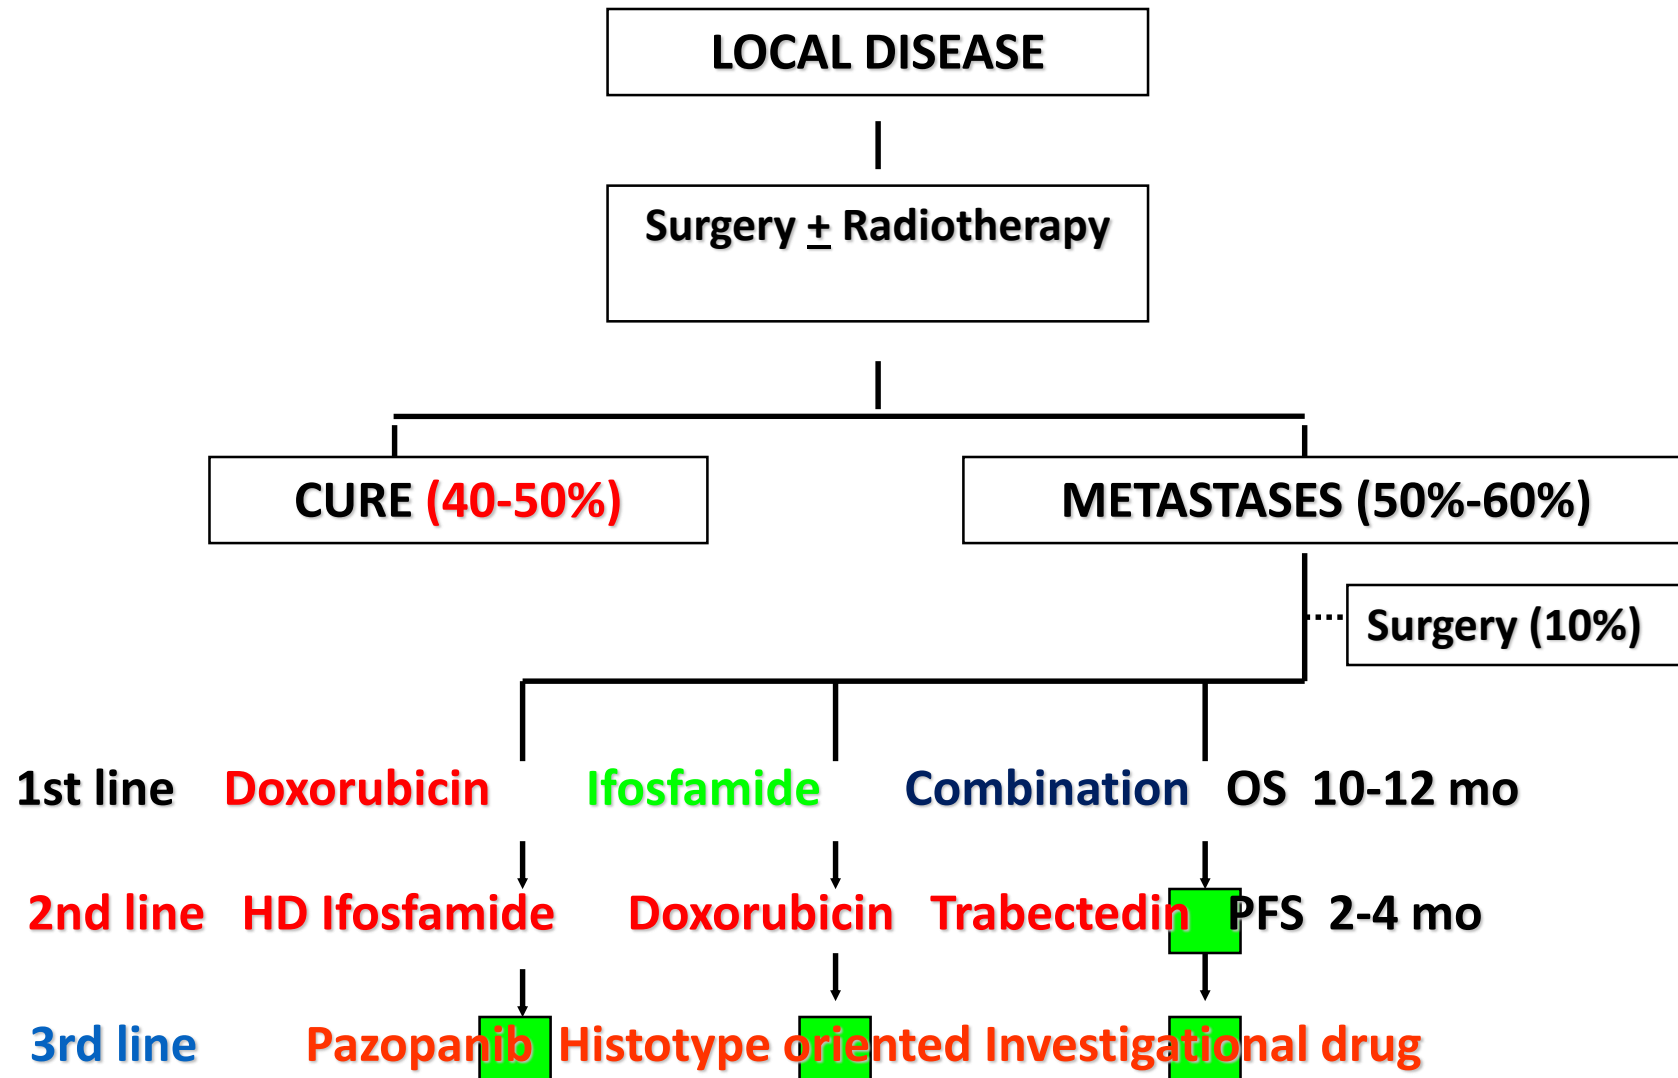 LOCAL DISEASE
Surgery ± Radiotherapy
CURE (40-50%)
METASTASES (50%-60%)
Surgery (10%)
1st line Doxorubicin Ifosfamide Combination OS 10-12 mo
2nd line HD Ifosfamide Doxorubicin Trabectedin PFS 2-4 mo
3rd line Pazopanib Histotype oriented Investigational drug